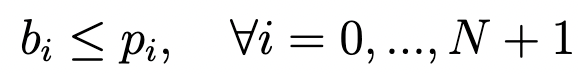 b_i ≤ p_i, ∀i = 0, ..., N + 1